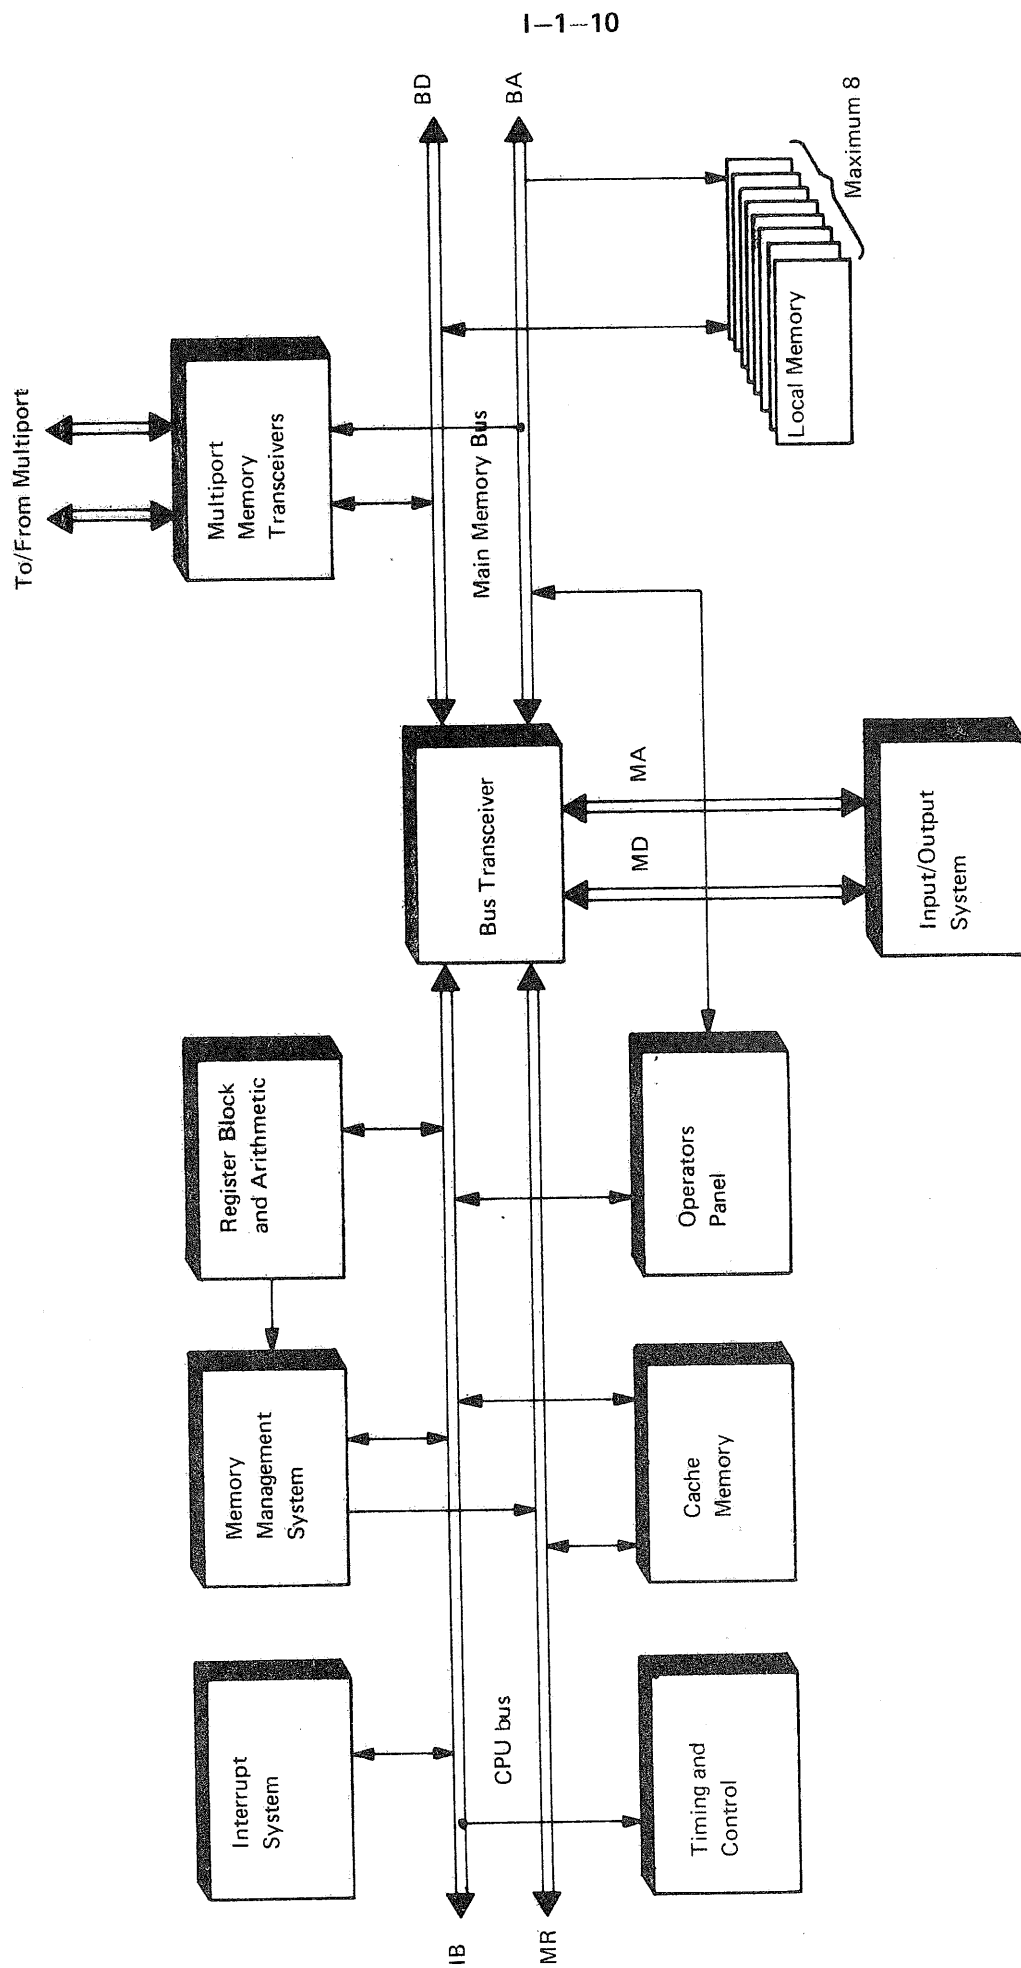 I–1–10
To/From Multiport
Multiport
Memory
Transceivers
BD
BA
Main Memory Bus
Local Memory
Maximum 8
Bus Transceiver
MD
MA
Input/Output
System
Register Block
and Arithmetic
Operators
Panel
Memory
Management
System
Cache
Memory
Interrupt
System
CPU bus
Timing and
Control
IB
MR